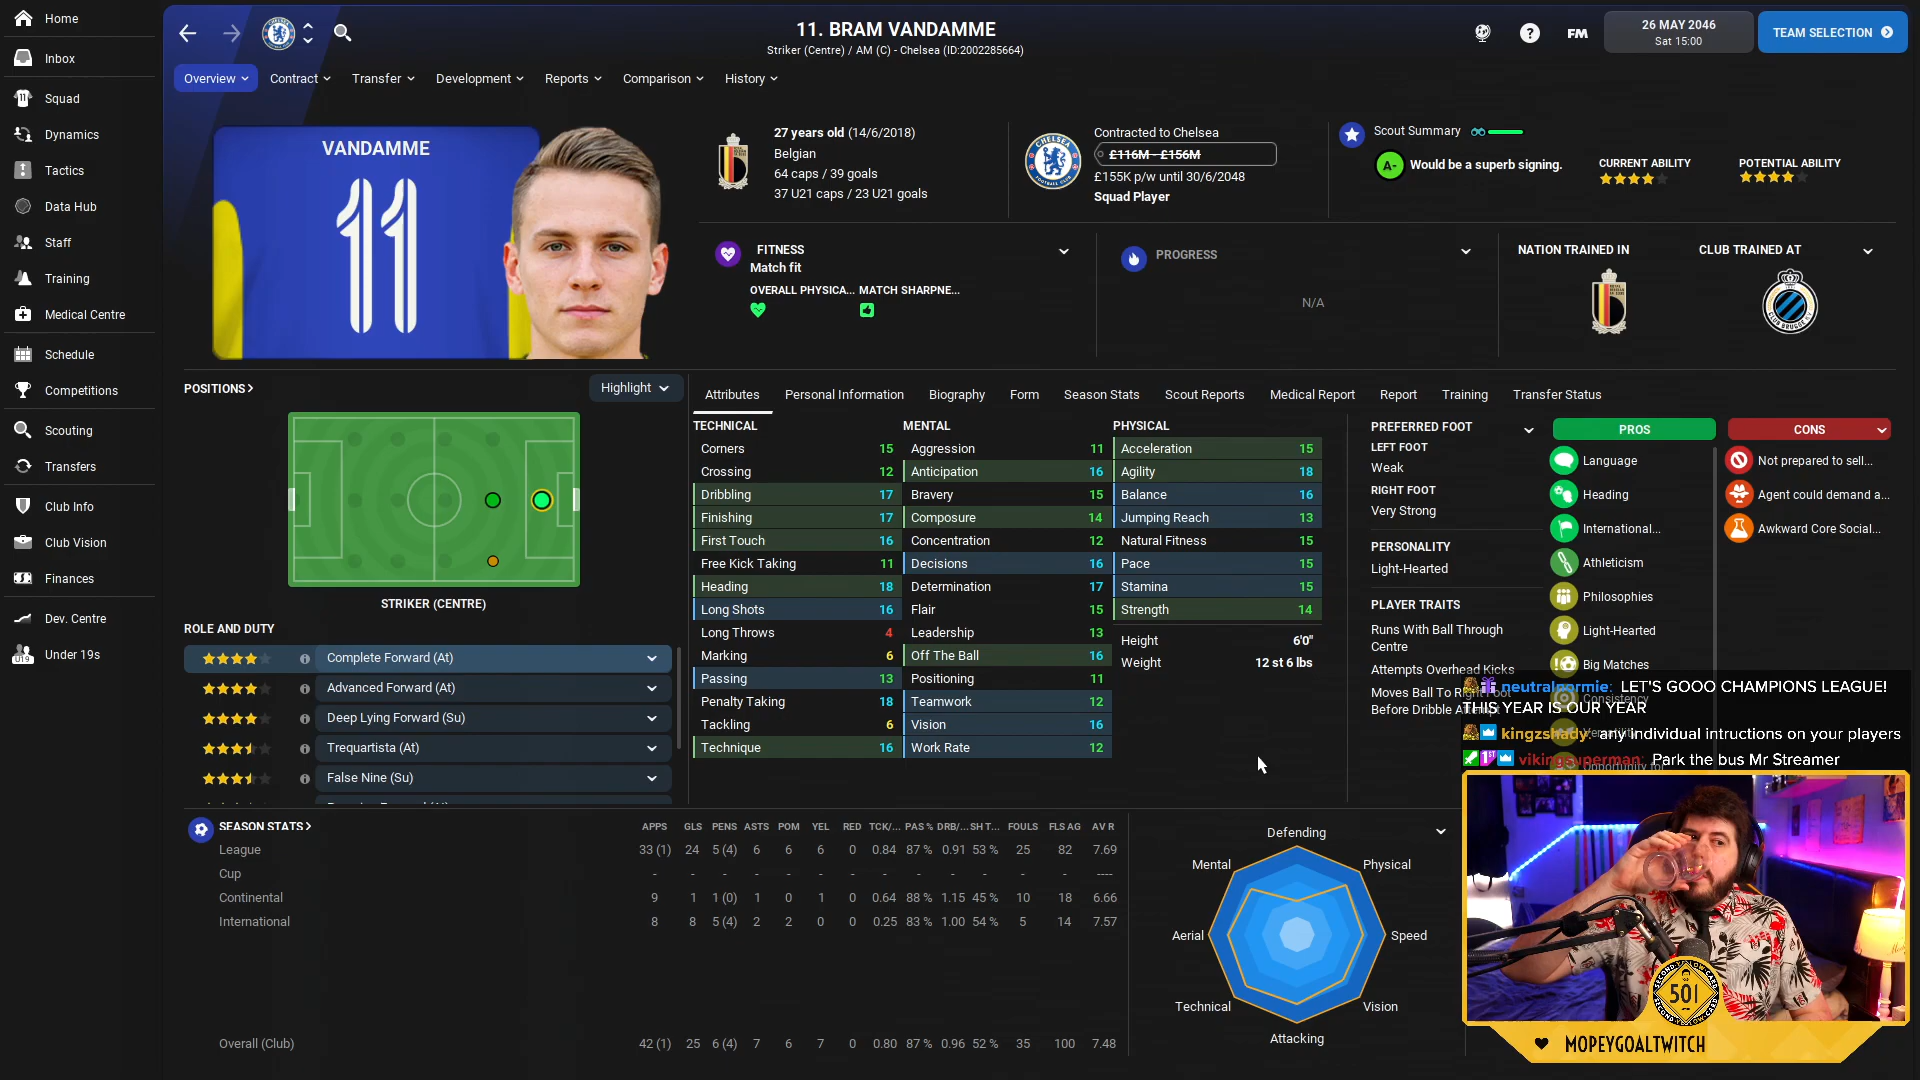 Home
Inbox
Squad
Dynamics
Tactics
Data Hub
Staff
Training
Medical Centre
Schedule
Competitions
Scouting
Transfers
Club Info
Club Vision
Finances
Dev. Centre
Under 19s
11. BRAM VANDAMME
Striker (Centre) / AM (C) - Chelsea (ID:2002285664)
FM
26 MAY 2046
Sat 15:00
TEAM SELECTION
Overview
Contract
Transfer
Development
Reports
Comparison
History
VANDAMME
11
27 years old (14/6/2018)
Belgian
64 caps / 39 goals
37 U21 caps / 23 U21 goals
Contracted to Chelsea
£116M - £156M
£155K p/w until 30/6/2048
Squad Player
Scout Summary
A- Would be a superb signing.
CURRENT ABILITY
POTENTIAL ABILITY
FITNESS
Match fit
OVERALL PHYSICA... MATCH SHARPNE...
PROGRESS
N/A
NATION TRAINED IN
CLUB TRAINED AT
POSITIONS
Highlight
STRIKER (CENTRE)
ROLE AND DUTY
Complete Forward (At)
Advanced Forward (At)
Deep Lying Forward (Su)
Trequartista (At)
False Nine (Su)
Attributes
Personal Information
Biography
Form
Season Stats
Scout Reports
Medical Report
Report
Training
Transfer Status
TECHNICAL
Corners 15
Crossing 12
Dribbling 17
Finishing 17
First Touch 16
Free Kick Taking 11
Heading 18
Long Shots 16
Long Throws 4
Marking 6
Passing 13
Penalty Taking 18
Tackling 6
Technique 16
MENTAL
Aggression 11
Anticipation 16
Bravery 15
Composure 14
Concentration 12
Decisions 16
Determination 17
Flair 15
Leadership 13
Off The Ball 16
Positioning 11
Teamwork 12
Vision 16
Work Rate 12
PHYSICAL
Acceleration 15
Agility 18
Balance 16
Jumping Reach 13
Natural Fitness 15
Pace 15
Stamina 15
Strength 14
Height 6'0"
Weight 12 st 6 lbs
PREFERRED FOOT
LEFT FOOT
Weak
RIGHT FOOT
Very Strong
PERSONALITY
Light-Hearted
PLAYER TRAITS
Runs With Ball Through
Centre
Attempts Overhead Kicks
Moves Ball To Right Foot
Before Dribble Attempt
PROS
Language
Heading
International...
Athleticism
Philosophies
Light-Hearted
Big Matches
Consistency
CONS
Not prepared to sell...
Agent could demand a...
Awkward Core Social...
neutralnormie: LET'S GOOO CHAMPIONS LEAGUE!
THIS YEAR IS OUR YEAR
kingzshady: any individual intructions on your players
vikingsuperman: Park the bus Mr Streamer
SEASON STATS
APPS GLS PENS ASTS POM YEL RED TCK/... PAS % DRB/... SH T... FOULS FLS AG AV R
League 33 (1) 24 5 (4) 6 6 6 0 0.84 87 % 0.91 53 % 25 82 7.69
Cup - - - - - - - - - - - - - ----
Continental 9 1 1 (0) 1 0 1 0 0.64 88 % 1.15 45 % 10 18 6.66
International 8 8 5 (4) 2 2 0 0 0.25 83 % 1.00 54 % 5 14 7.57
Overall (Club) 42 (1) 25 6 (4) 7 6 7 0 0.80 87 % 0.96 52 % 35 100 7.48
Defending
Physical
Speed
Vision
Attacking
Technical
Aerial
Mental
501
MOPEYGOALTWITCH